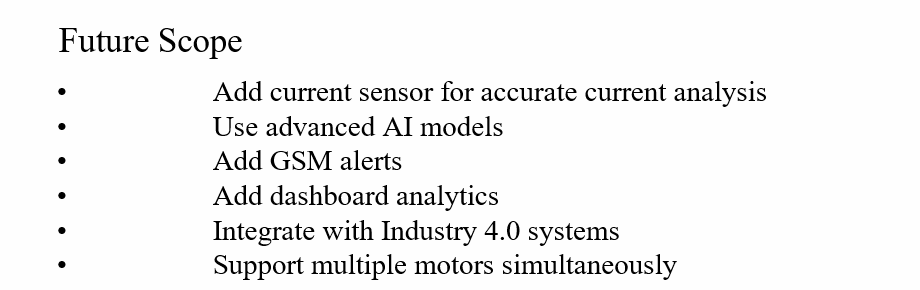 Future Scope
• Add current sensor for accurate current analysis
• Use advanced AI models
• Add GSM alerts
• Add dashboard analytics
• Integrate with Industry 4.0 systems
• Support multiple motors simultaneously